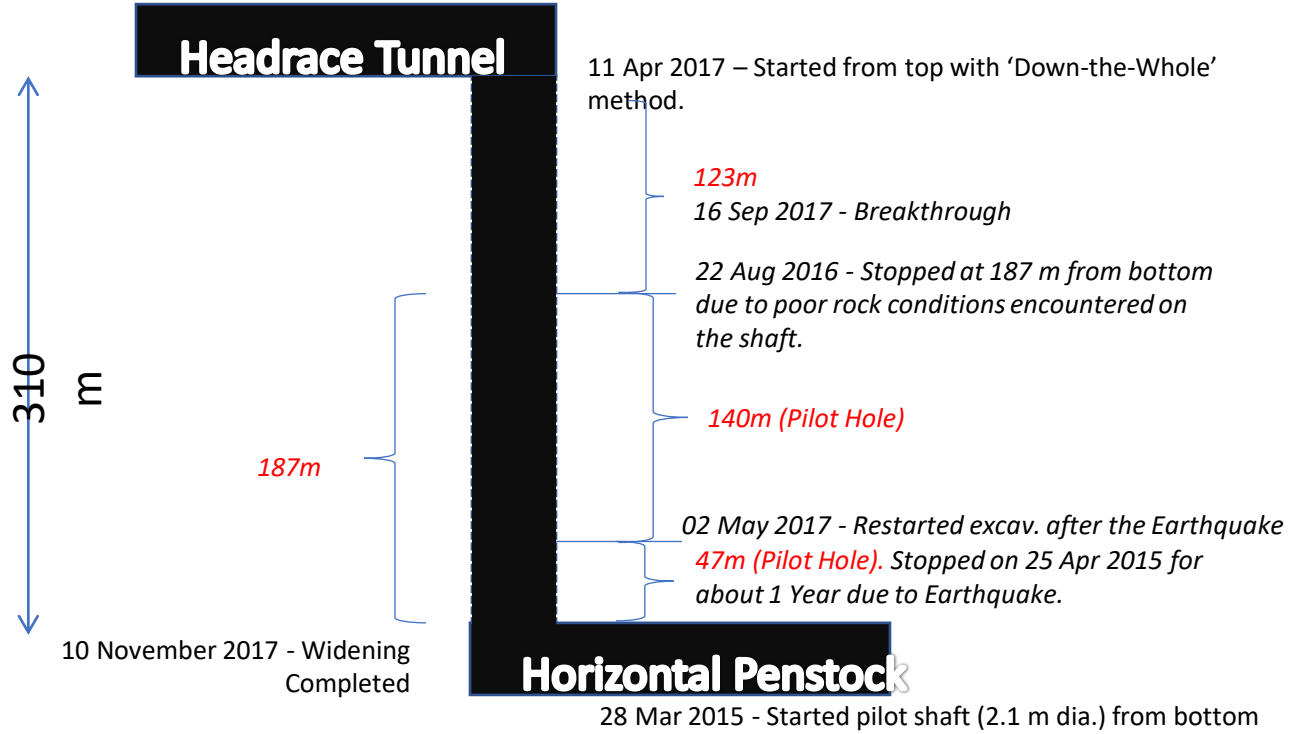 Headrace Tunnel
11 Apr 2017 – Started from top with ‘Down-the-Whole’
method.
123m
16 Sep 2017 - Breakthrough
22 Aug 2016 - Stopped at 187 m from bottom
due to poor rock conditions encountered on
the shaft.
310
m
140m (Pilot Hole)
187m
02 May 2017 - Restarted excav. after the Earthquake
47m (Pilot Hole). Stopped on 25 Apr 2015 for
about 1 Year due to Earthquake.
10 November 2017 - Widening
Completed
Horizontal Penstock
28 Mar 2015 - Started pilot shaft (2.1 m dia.) from bottom